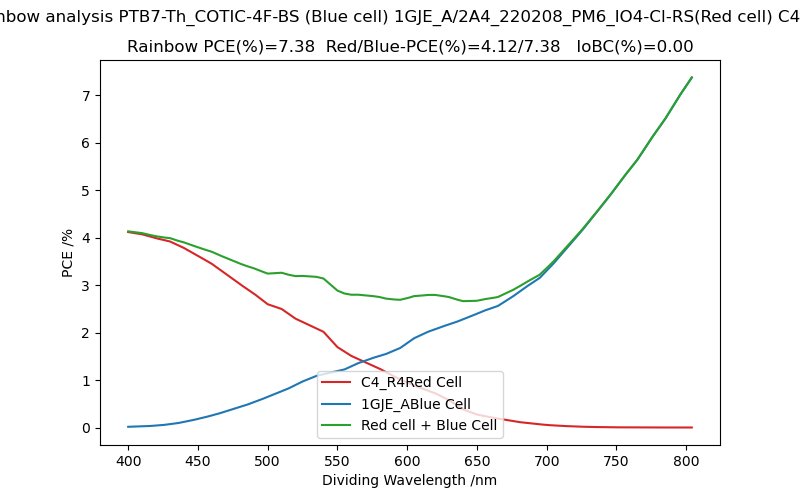 nbow analysis PTB7-Th_COTIC-4F-BS (Blue cell) 1GJE_A/2A4_220208_PM6_IO4-Cl-RS(Red cell) C4
Rainbow PCE(%)=7.38 Red/Blue-PCE(%)=4.12/7.38 IoBC(%)=0.00
PCE /%
7
6
5
4
3
2
1
0
C4_R4Red Cell
1GJE_ABlue Cell
Red cell + Blue Cell
400 450 500 550 600 650 700 750 800
Dividing Wavelength /nm